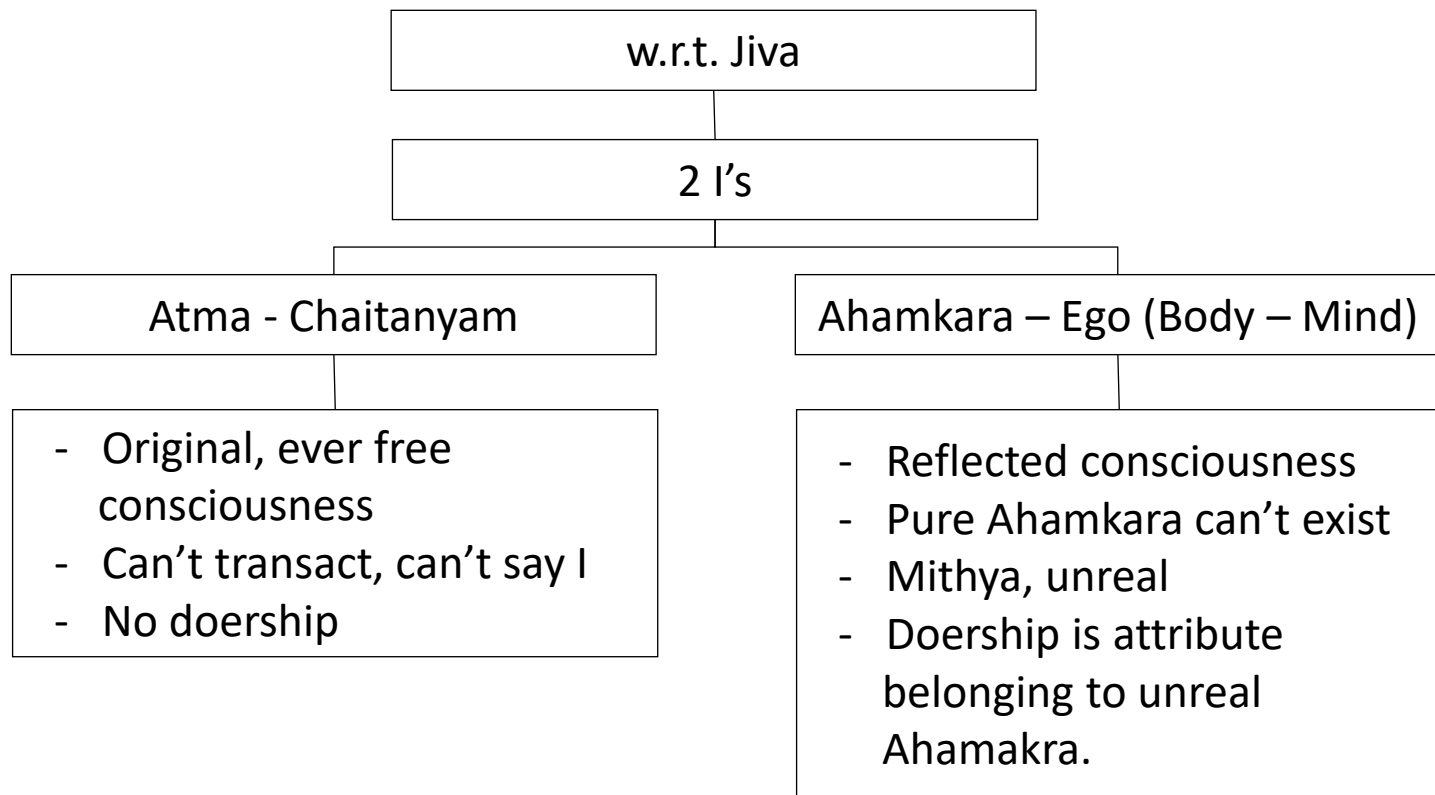 w.r.t. Jiva
2 I’s
Atma - Chaitanyam
- Original, ever free
consciousness
- Can’t transact, can’t say I
- No doership
Ahamkara – Ego (Body – Mind)
- Reflected consciousness
- Pure Ahamkara can’t exist
- Mithya, unreal
- Doership is attribute
belonging to unreal
Ahamakra.